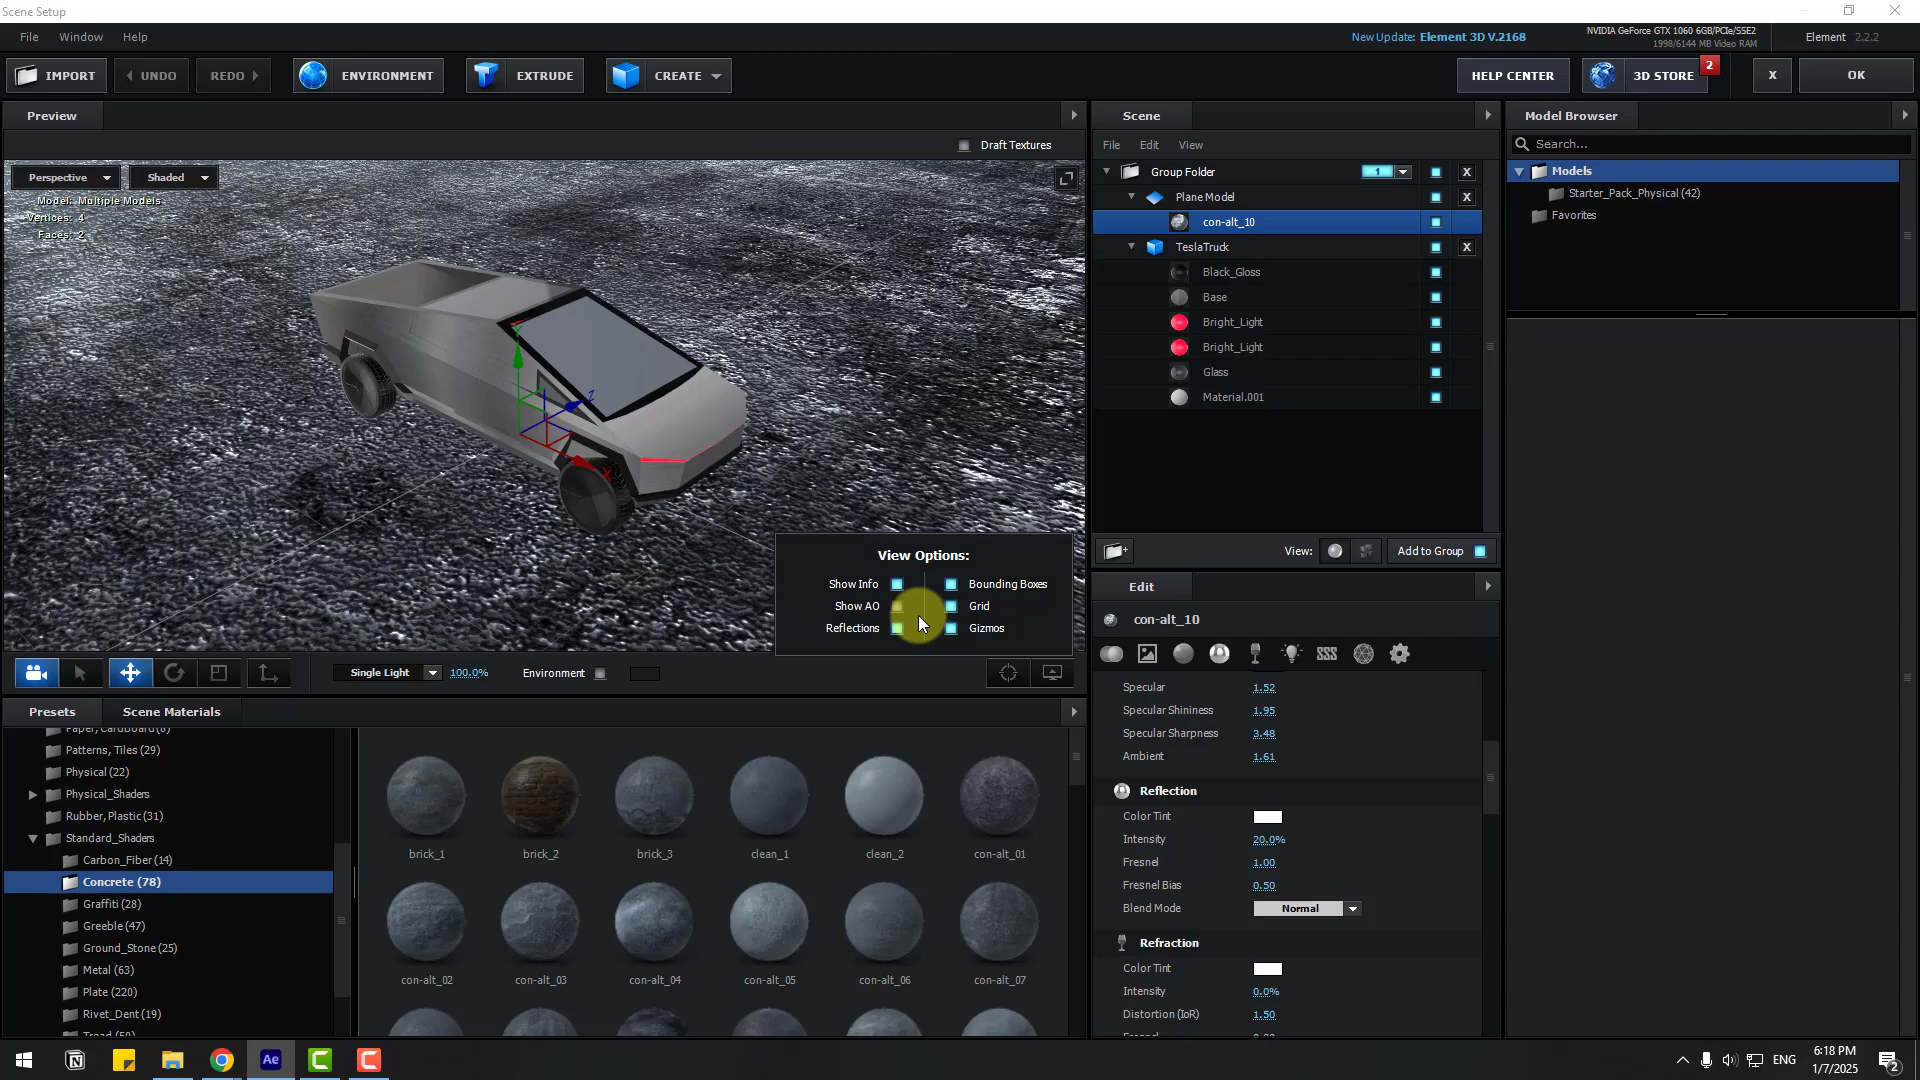 Scene Setup
File Window Help
New Update: Element 3D V.2168
NVIDIA GeForce GTX 1060 6GB/PCIe/SSE2
1998/6144 MB Video RAM
Element 2.2.2
IMPORT UNDO REDO ENVIRONMENT EXTRUDE CREATE HELP CENTER 3D STORE 2 X OK
Preview
Draft Textures
Perspective Shaded
Model: Multiple Models
Vertices: 4
Faces: 2
Y
Z
X
View Options:
Show Info Bounding Boxes
Show AO Grid
Reflections Gizmos
Single Light 100.0% Environment
Presets Scene Materials
Paper, Cardboard (8)
Patterns, Tiles (29)
Physical (22)
Physical_Shaders
Rubber, Plastic (31)
Standard_Shaders
Carbon_Fiber (14)
Concrete (78)
Graffiti (28)
Greeble (47)
Ground_Stone (25)
Metal (63)
Plate (220)
Rivet_Dent (19)
brick_1 brick_2 brick_3 clean_1 clean_2 con-alt_01
con-alt_02 con-alt_03 con-alt_04 con-alt_05 con-alt_06 con-alt_07
Scene
File Edit View
Group Folder 1 X
Plane Model X
con-alt_10
TeslaTruck X
Black_Gloss
Base
Bright_Light
Bright_Light
Glass
Material.001
View: Add to Group
Edit
con-alt_10
Specular 1.52
Specular Shininess 1.95
Specular Sharpness 3.48
Ambient 1.61
Reflection
Color Tint
Intensity 20.0%
Fresnel 1.00
Fresnel Bias 0.50
Blend Mode Normal
Refraction
Color Tint
Intensity 0.0%
Distortion (IoR) 1.50
Model Browser
Search...
Models
Starter_Pack_Physical (42)
Favorites
N Ae C C
ENG
6:18 PM
1/7/2025
2